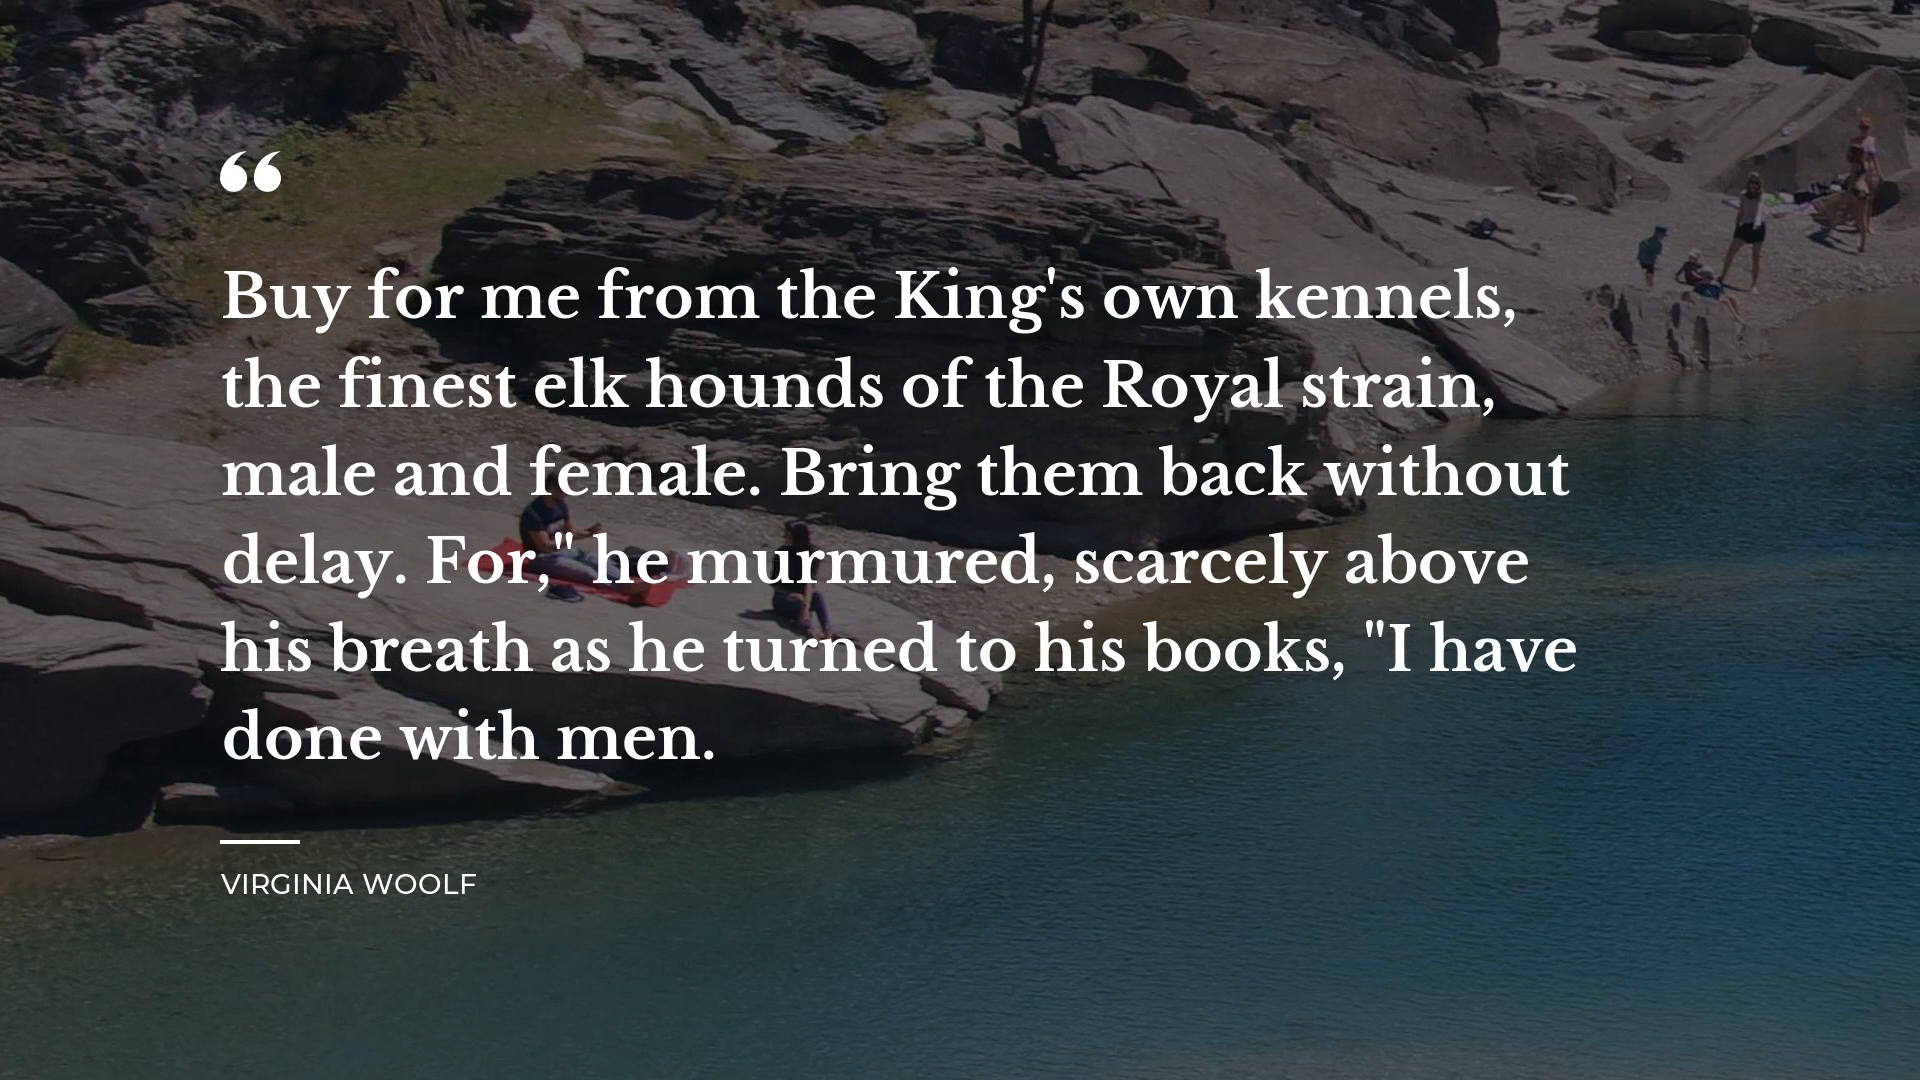 “
Buy for me from the King's own kennels,
the finest elk hounds of the Royal strain,
male and female. Bring them back without
delay. For," he murmured, scarcely above
his breath as he turned to his books, "I have
done with men.
VIRGINIA WOOLF